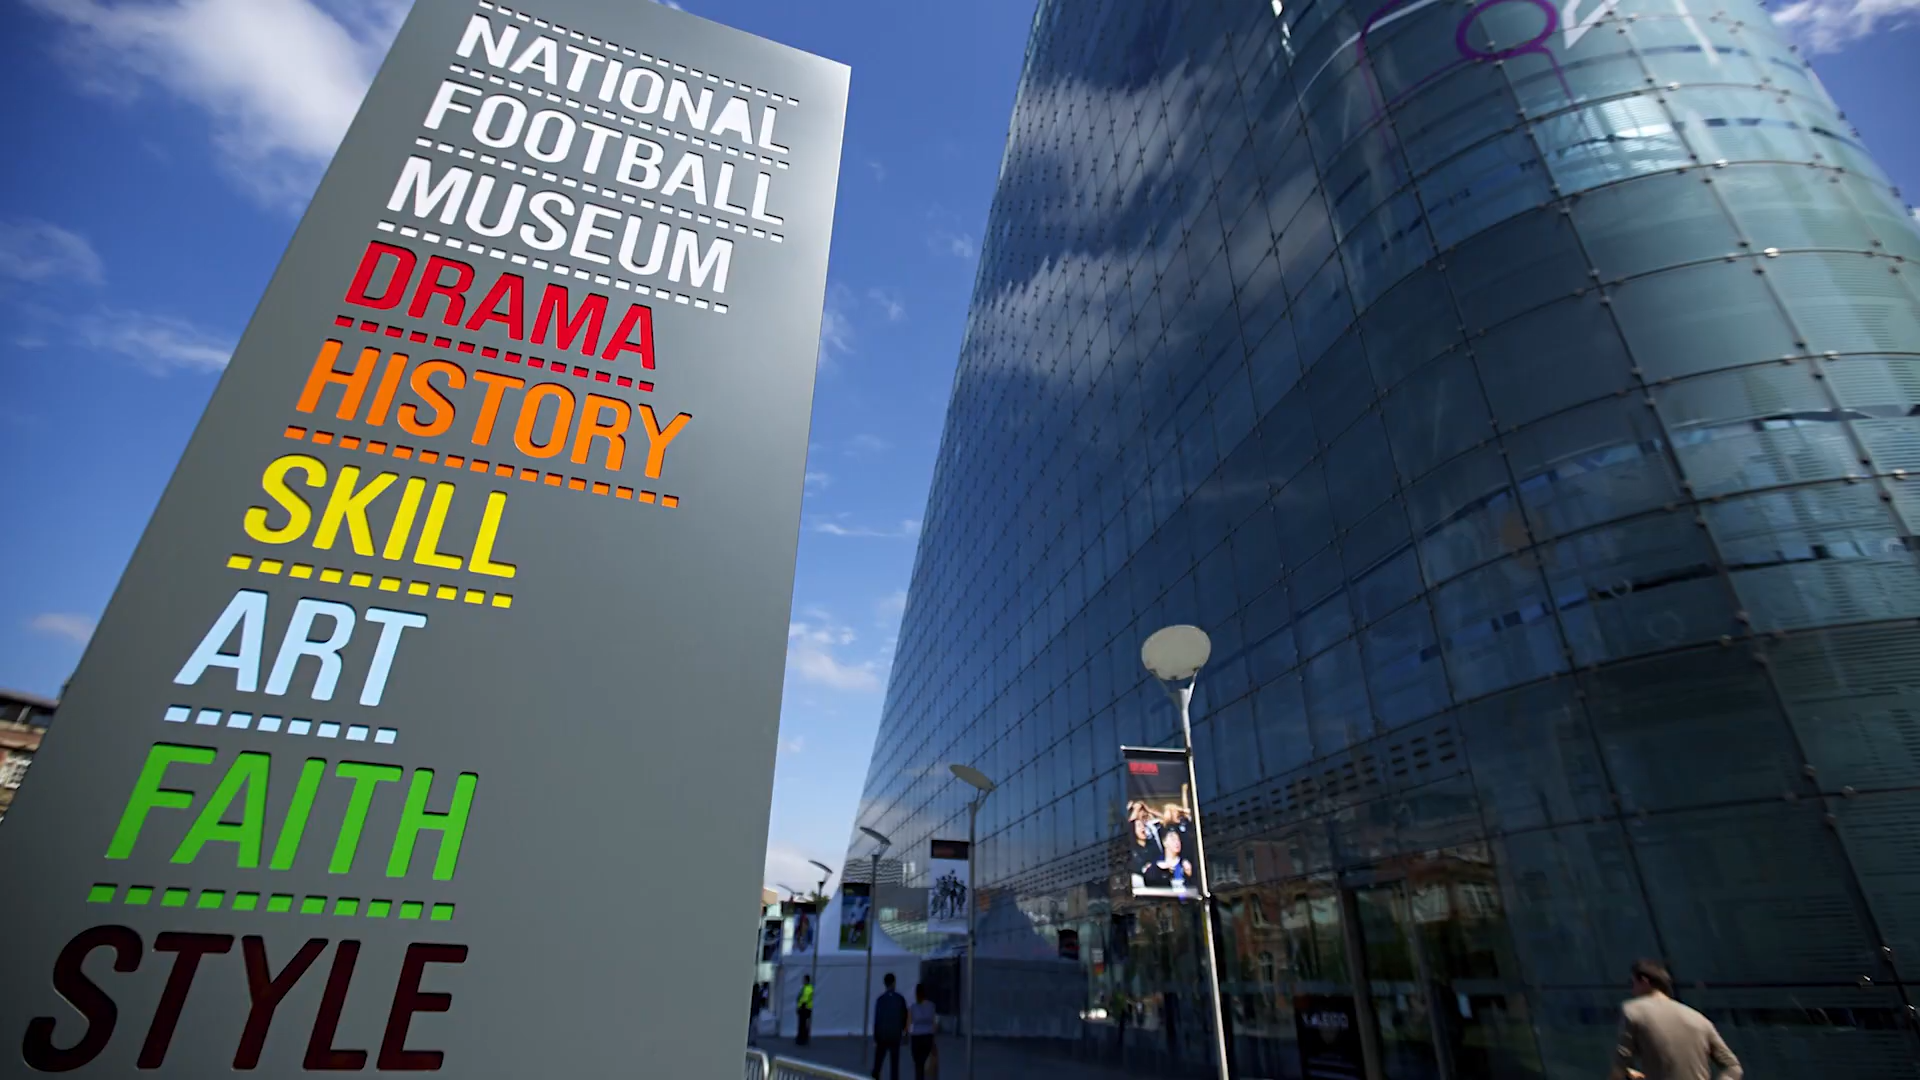 NATIONAL
FOOTBALL
MUSEUM
DRAMA
HISTORY
SKILL
ART
FAITH
STYLE